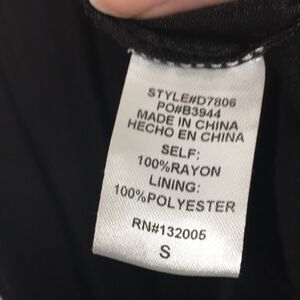 STYLE#D7806
PO#B3944
MADE IN CHINA
HECHO EN CHINA
SELF:
100%RAYON
LINING:
100%POLYESTER
RN#132005
S